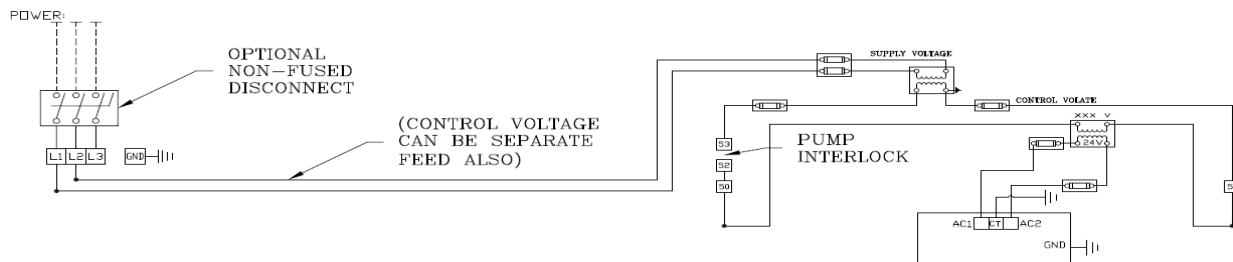 POWER:
OPTIONAL
NON-FUSED
DISCONNECT
SUPPLY VOLTAGE
CONTROL VOLATE
(CONTROL VOLTAGE
CAN BE SEPARATE
FEED ALSO)
XXX V
24V
53
52
50
PUMP
INTERLOCK
L1 L2 L3 GND
5
AC1 CT AC2
GND